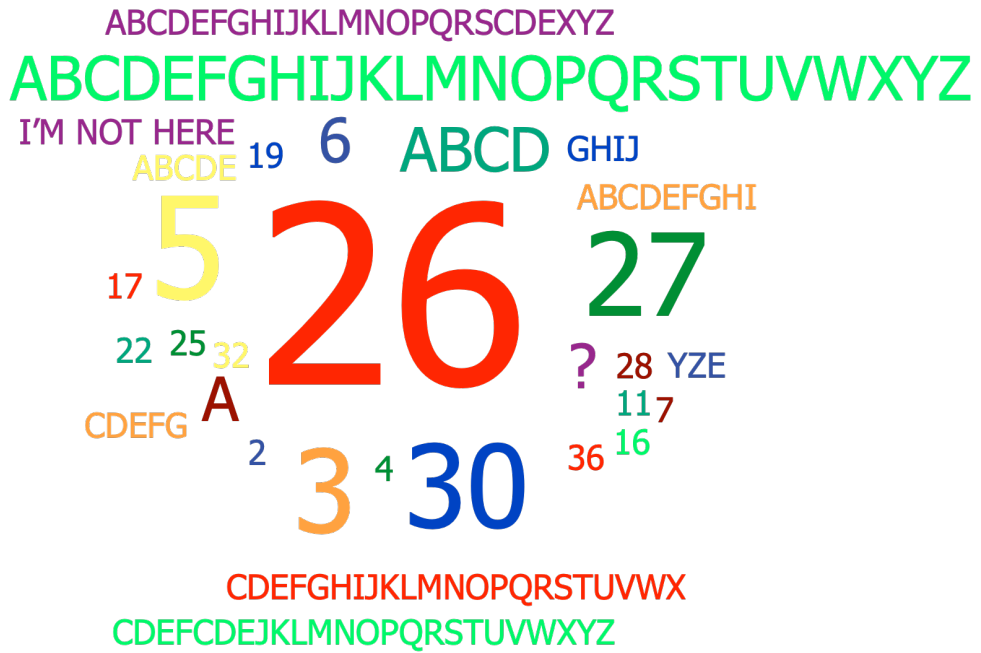 ABCDEFGHIJKLMNOPQRSCDEXYZ
ABCDEFGHIJKLMNOPQRSTUVWXYZ
I’M NOT HERE
19
6
ABCD
GHIJ
ABCDE
5
26
ABCDEFGHI
27
17
22
25
32
?
28
YZE
A
11
7
CDEFG
2
3
4
30
36
16
CDEFGHIJKLMNOPQRSTUVWX
CDEFCDEJKLMNOPQRSTUVWXYZ